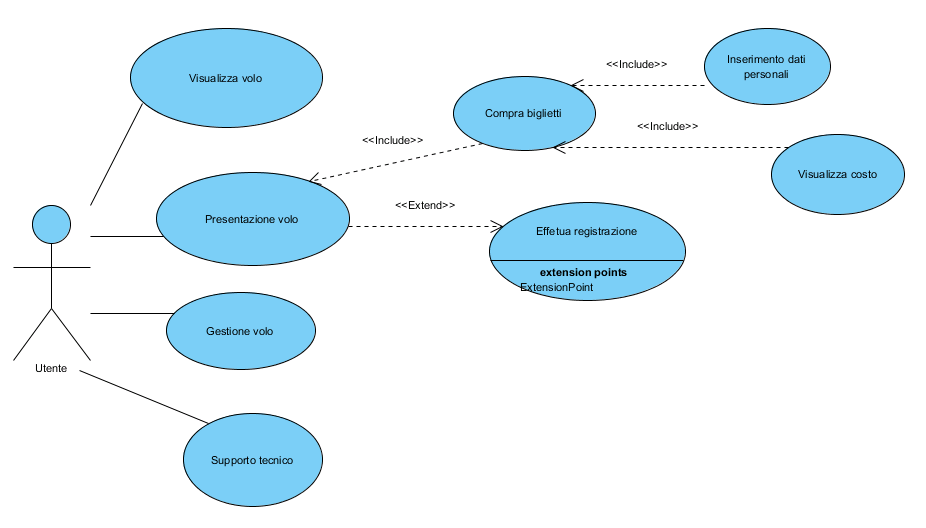 Visualizza volo
<<Include>>
Inserimento dati
personali
Compra biglietti
<<Include>>
<<Include>>
Visualizza costo
Presentazione volo
<<Extend>>
Effetua registrazione
extension points
ExtensionPoint
Gestione volo
Utente
Supporto tecnico